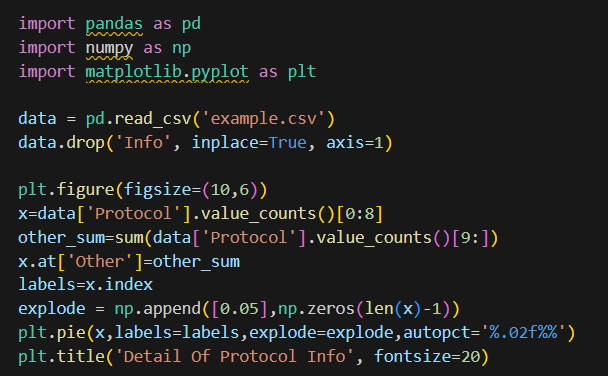 import pandas as pd
import numpy as np
import matplotlib.pyplot as plt
data = pd.read_csv('example.csv')
data.drop('Info', inplace=True, axis=1)
plt.figure(figsize=(10,6))
x=data['Protocol'].value_counts()[0:8]
other_sum=sum(data['Protocol'].value_counts()[9:])
x.at['Other']=other_sum
labels=x.index
explode = np.append([0.05],np.zeros(len(x)-1))
plt.pie(x,labels=labels,explode=explode,autopct='%.02f%%')
plt.title('Detail Of Protocol Info', fontsize=20)